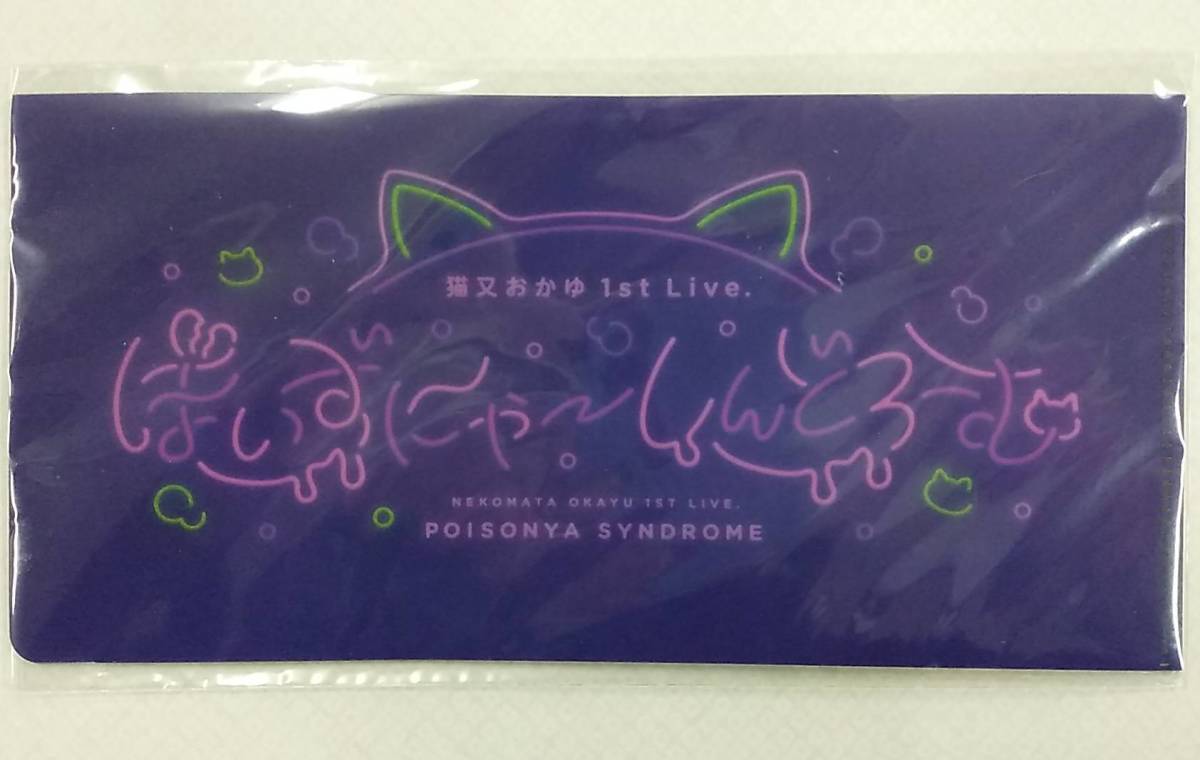 猫又おかゆ 1st Live.
ぽいずにゃ〜しんどろーむ
NEKOMATA OKAYU 1ST LIVE.
POISONYA SYNDROME